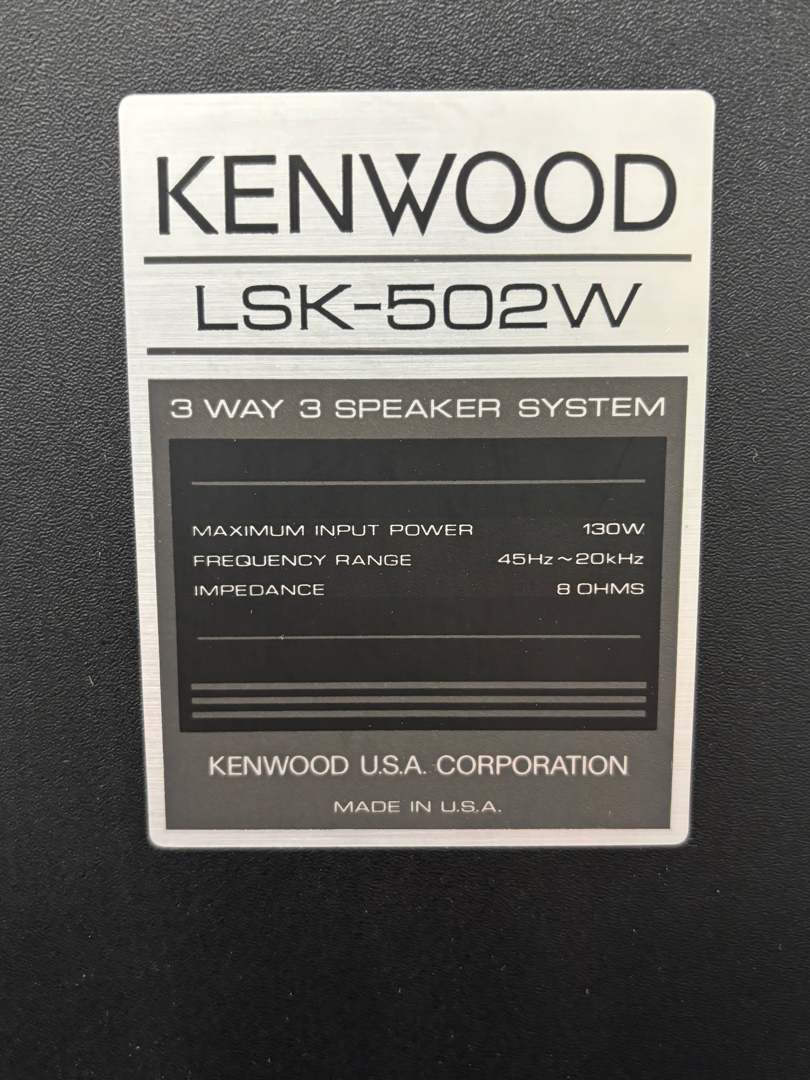 KENWOOD
LSK-502W
3 WAY 3 SPEAKER SYSTEM
MAXIMUM INPUT POWER 130W
FREQUENCY RANGE 45Hz~20kHz
IMPEDANCE 8 OHMS
KENWOOD U.S.A. CORPORATION
MADE IN U.S.A.